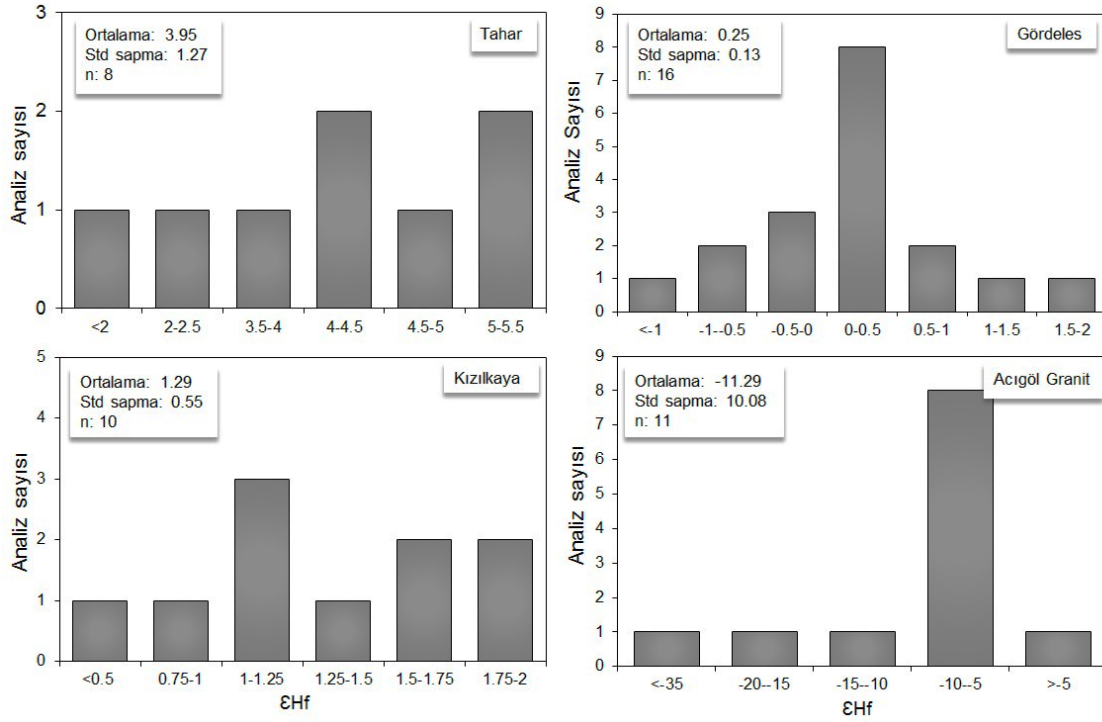 Ortalama: 3.95
Std sapma: 1.27
n: 8
Tahar
Analiz sayısı
3
2
1
0
<2 2-2.5 3.5-4 4-4.5 4.5-5 5-5.5
Ortalama: 0.25
Std sapma: 0.13
n: 16
Gördeles
Analiz Sayısı
9
8
7
6
5
4
3
2
1
0
<-1 -1--0.5 -0.5-0 0-0.5 0.5-1 1-1.5 1.5-2
Ortalama: 1.29
Std sapma: 0.55
n: 10
Kızılkaya
Analiz sayısı
5
4
3
2
1
0
<0.5 0.75-1 1-1.25 1.25-1.5 1.5-1.75 1.75-2
ƐHf
Ortalama: -11.29
Std sapma: 10.08
n: 11
Acıgöl Granit
Analiz sayısı
9
8
7
6
5
4
3
2
1
0
<-35 -20--15 -15--10 -10--5 >-5
ƐHf